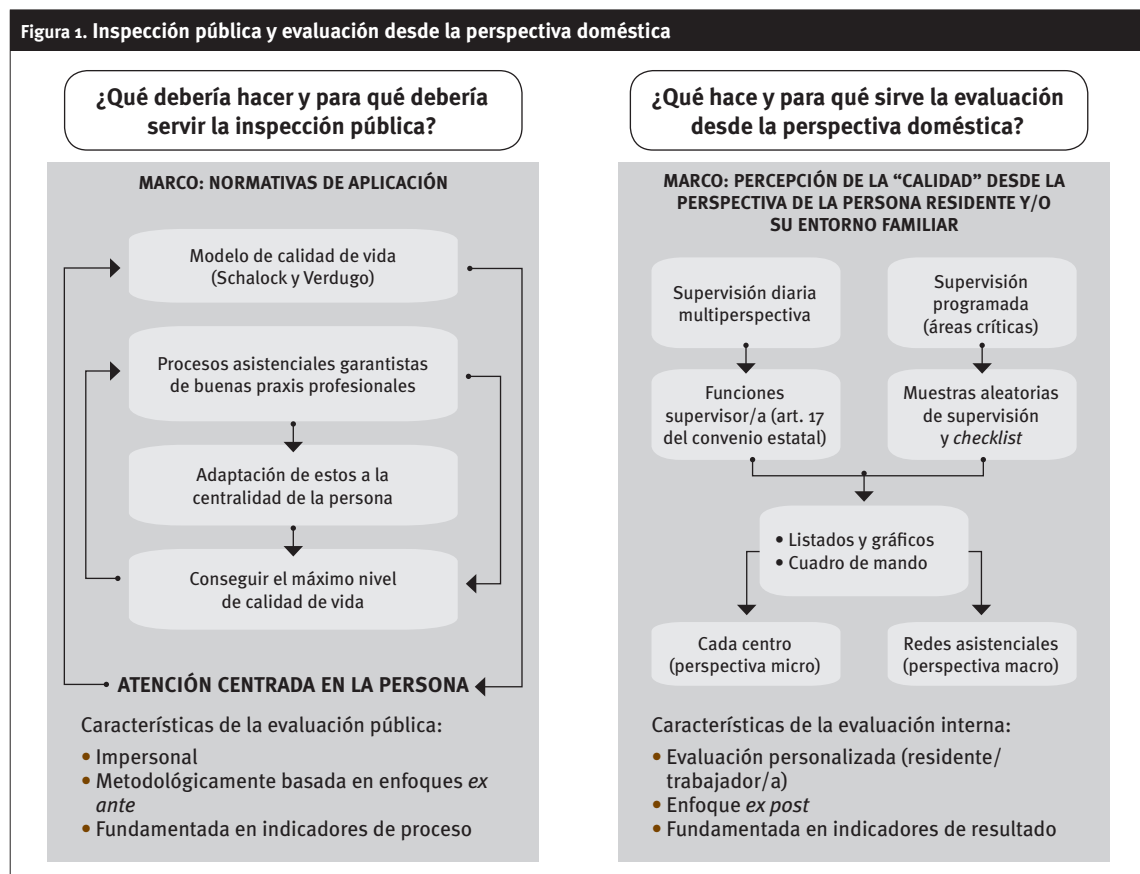 Figura 1. Inspección pública y evaluación desde la perspectiva doméstica
¿Qué debería hacer y para qué debería
servir la inspección pública?
MARCO: NORMATIVAS DE APLICACIÓN
Modelo de calidad de vida
(Schalock y Verdugo)
Procesos asistenciales garantistas
de buenas praxis profesionales
Adaptación de estos a la
centralidad de la persona
Conseguir el máximo nivel
de calidad de vida
ATENCIÓN CENTRADA EN LA PERSONA
Características de la evaluación pública:
• Impersonal
• Metodológicamente basada en enfoques ex
ante
• Fundamentada en indicadores de proceso
¿Qué hace y para qué sirve la evaluación
desde la perspectiva doméstica?
MARCO: PERCEPCIÓN DE LA “CALIDAD” DESDE LA
PERSPECTIVA DE LA PERSONA RESIDENTE Y/O
SU ENTORNO FAMILIAR
Supervisión diaria
multiperspectiva
Supervisión
programada
(áreas críticas)
Funciones
supervisor/a (art. 17
del convenio estatal)
Muestras aleatorias
de supervisión
y checklist
• Listados y gráficos
• Cuadro de mando
Cada centro
(perspectiva micro)
Redes asistenciales
(perspectiva macro)
Características de la evaluación interna:
• Evaluación personalizada (residente/
trabajador/a)
• Enfoque ex post
• Fundamentada en indicadores de resultado